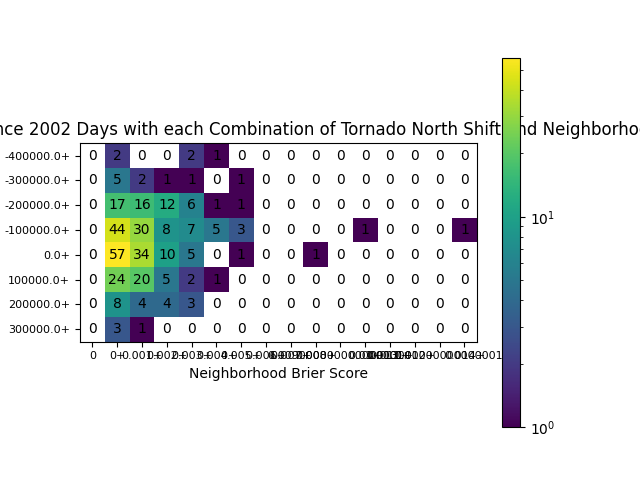 nce 2002 Days with each Combination of Tornado North Shift and Neighborho
-400000.0+ 0 2 0 0 2 1 0 0 0 0 0 0 0 0 0 0
-300000.0+ 0 5 2 1 1 0 1 0 0 0 0 0 0 0 0 0
-200000.0+ 0 17 16 12 6 1 1 0 0 0 0 0 0 0 0 0
-100000.0+ 0 44 30 8 7 5 3 0 0 0 0 1 0 0 0 1
0.0+ 0 57 34 10 5 0 1 0 0 1 0 0 0 0 0 0
100000.0+ 0 24 20 5 2 1 0 0 0 0 0 0 0 0 0 0
200000.0+ 0 8 4 4 3 0 0 0 0 0 0 0 0 0 0 0
300000.0+ 0 3 1 0 0 0 0 0 0 0 0 0 0 0 0 0
0 0+
Neighborhood Brier Score
10¹
10⁰